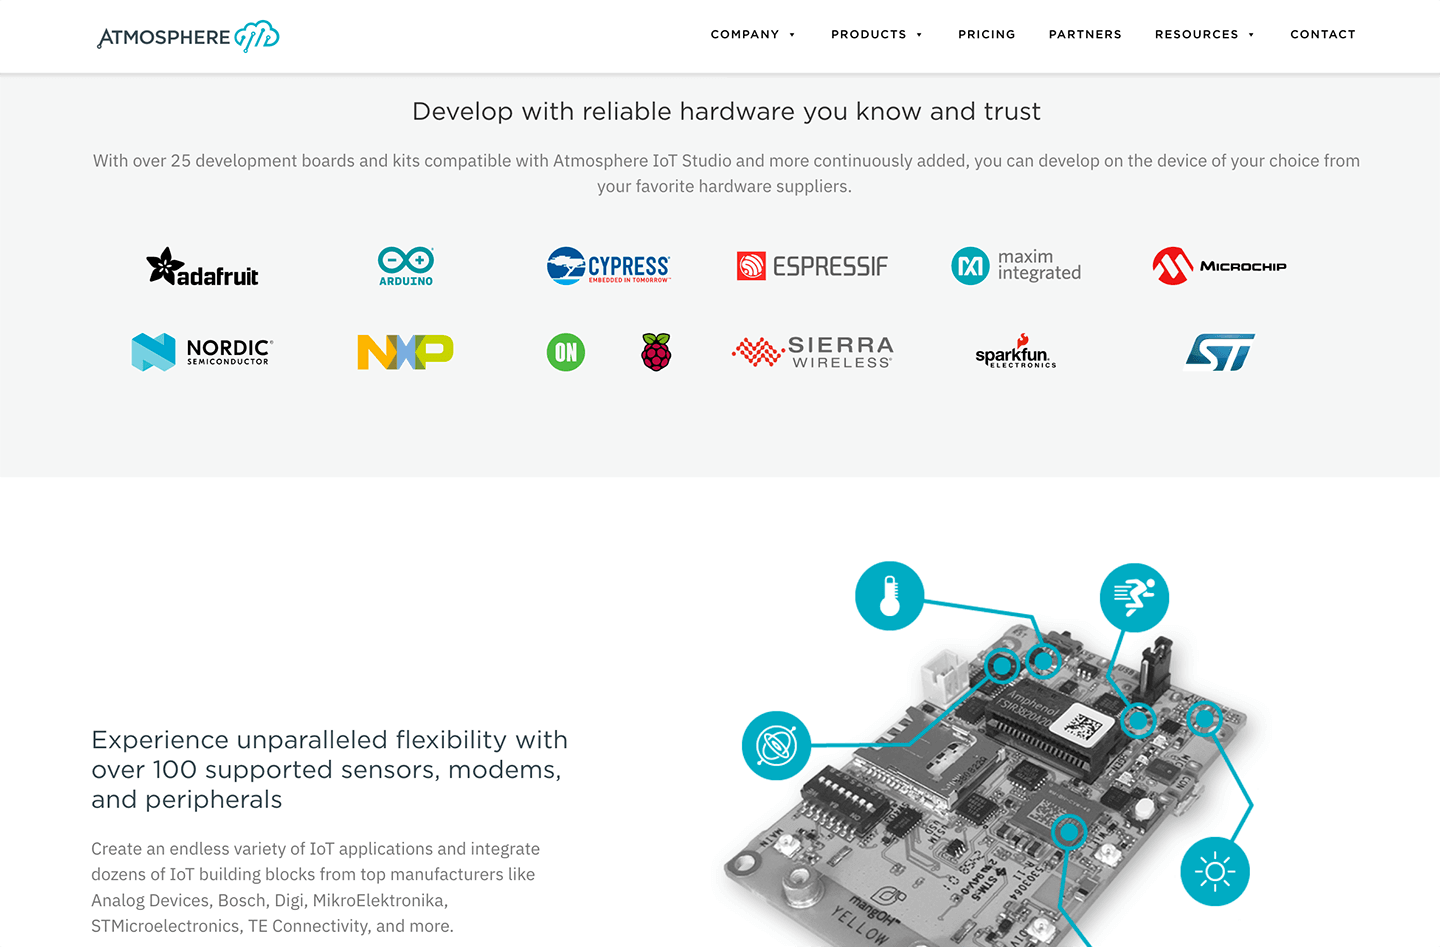 ATMOSPHERE
COMPANY ▼ PRODUCTS ▼ PRICING PARTNERS RESOURCES ▼ CONTACT
Develop with reliable hardware you know and trust
With over 25 development boards and kits compatible with Atmosphere IoT Studio and more continuously added, you can develop on the device of your choice from
your favorite hardware suppliers.
adafruit
ARDUINO
CYPRESS
EMBEDDED IN TOMORROW™
ESPRESSIF
maxim
integrated
MICROCHIP
NORDIC®
SEMICONDUCTOR
NXP
ON
SIERRA
WIRELESS
sparkfun
ELECTRONICS
ST
Experience unparalleled flexibility with
over 100 supported sensors, modems,
and peripherals
Create an endless variety of IoT applications and integrate
dozens of IoT building blocks from top manufacturers like
Analog Devices, Bosch, Digi, MikroElektronika,
STMicroelectronics, TE Connectivity, and more.
Amphenol
MAIN
mangOH
YELLOW